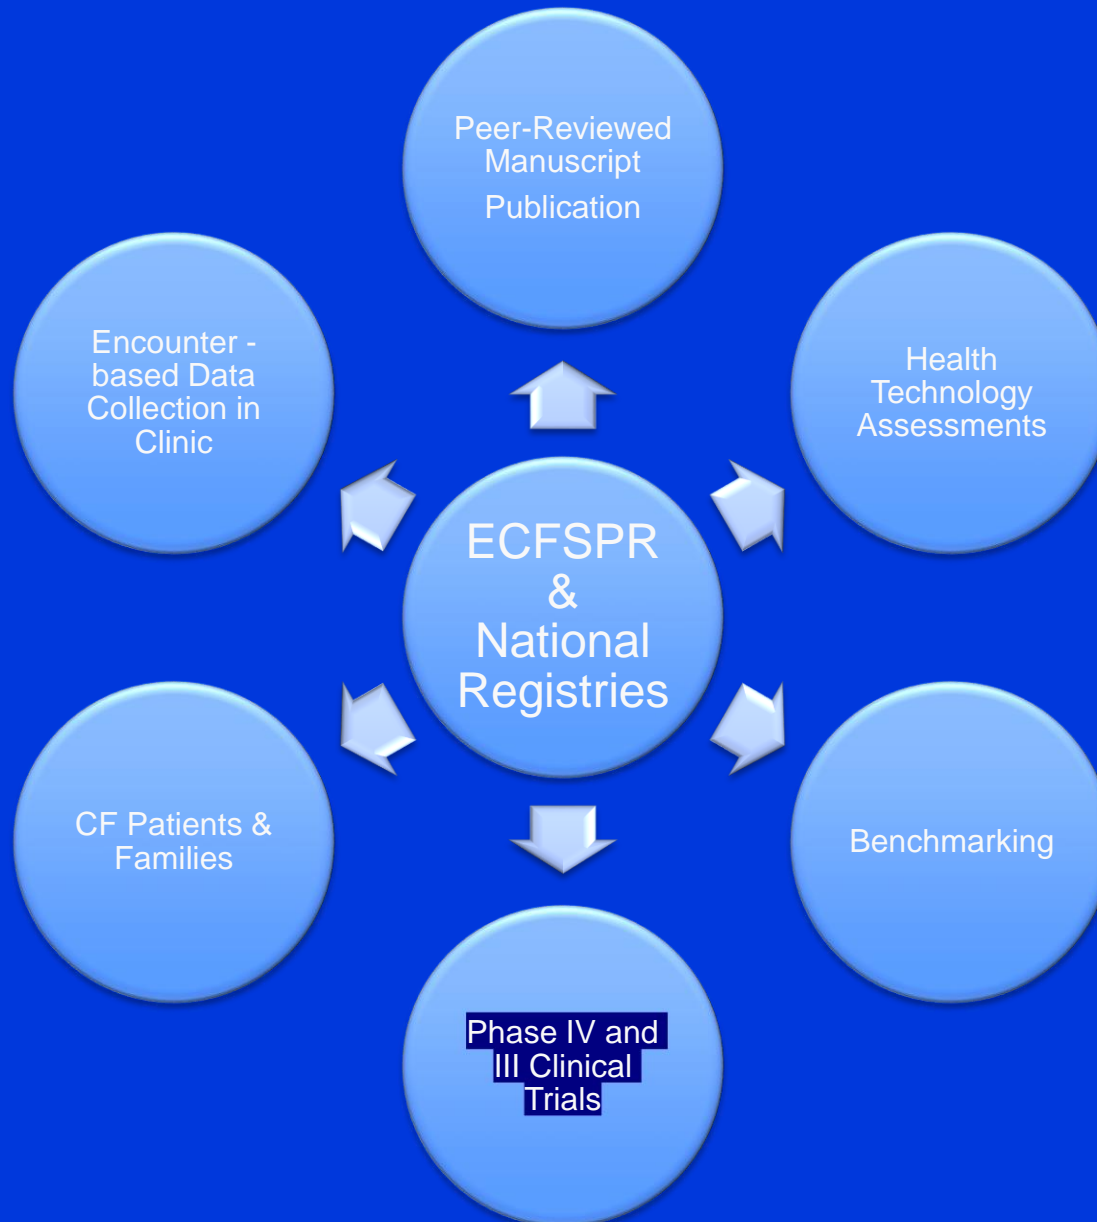 Peer-Reviewed
Manuscript
Publication
Encounter -
based Data
Collection in
Clinic
Health
Technology
Assessments
ECFSPR
&
National
Registries
CF Patients &
Families
Benchmarking
Phase IV and
III Clinical
Trials